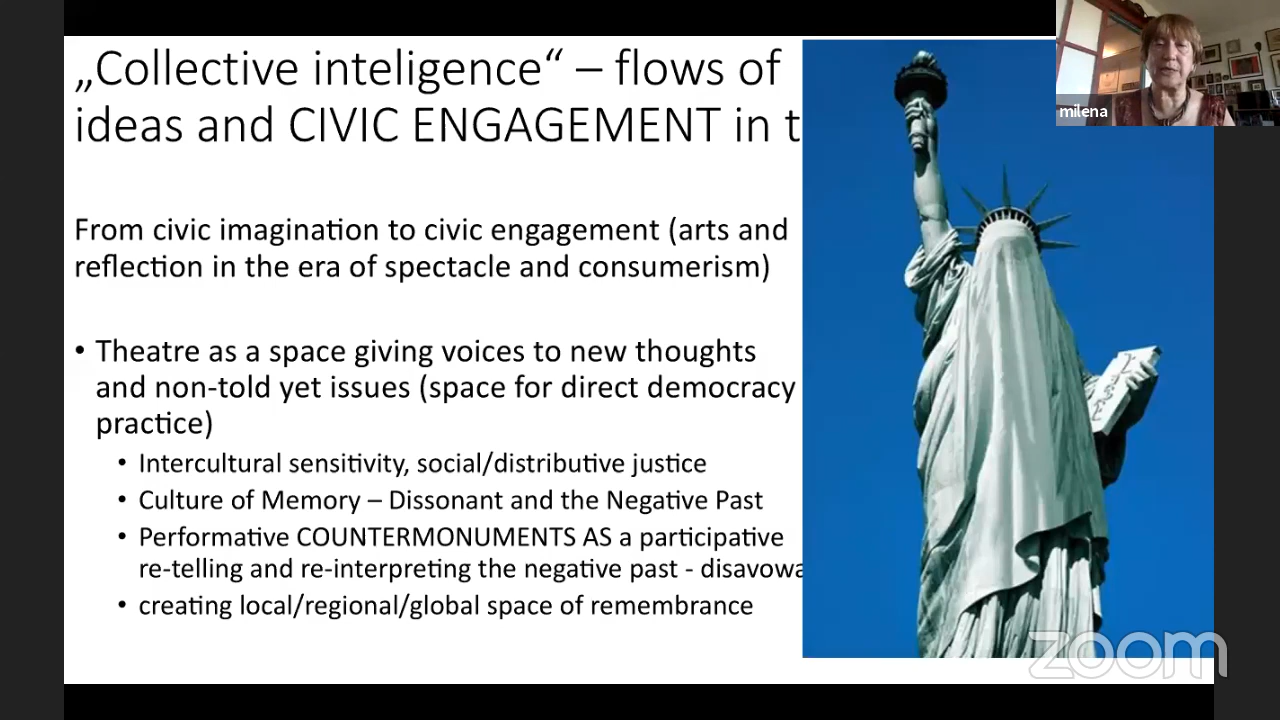 „Collective inteligence“ – flows of
ideas and CIVIC ENGAGEMENT in t
milena
From civic imagination to civic engagement (arts and
reflection in the era of spectacle and consumerism)
• Theatre as a space giving voices to new thoughts
and non-told yet issues (space for direct democracy
practice)
• Intercultural sensitivity, social/distributive justice
• Culture of Memory – Dissonant and the Negative Past
• Performative COUNTERMONUMENTS AS a participative
re-telling and re-interpreting the negative past - disavowa
• creating local/regional/global space of remembrance
zoom